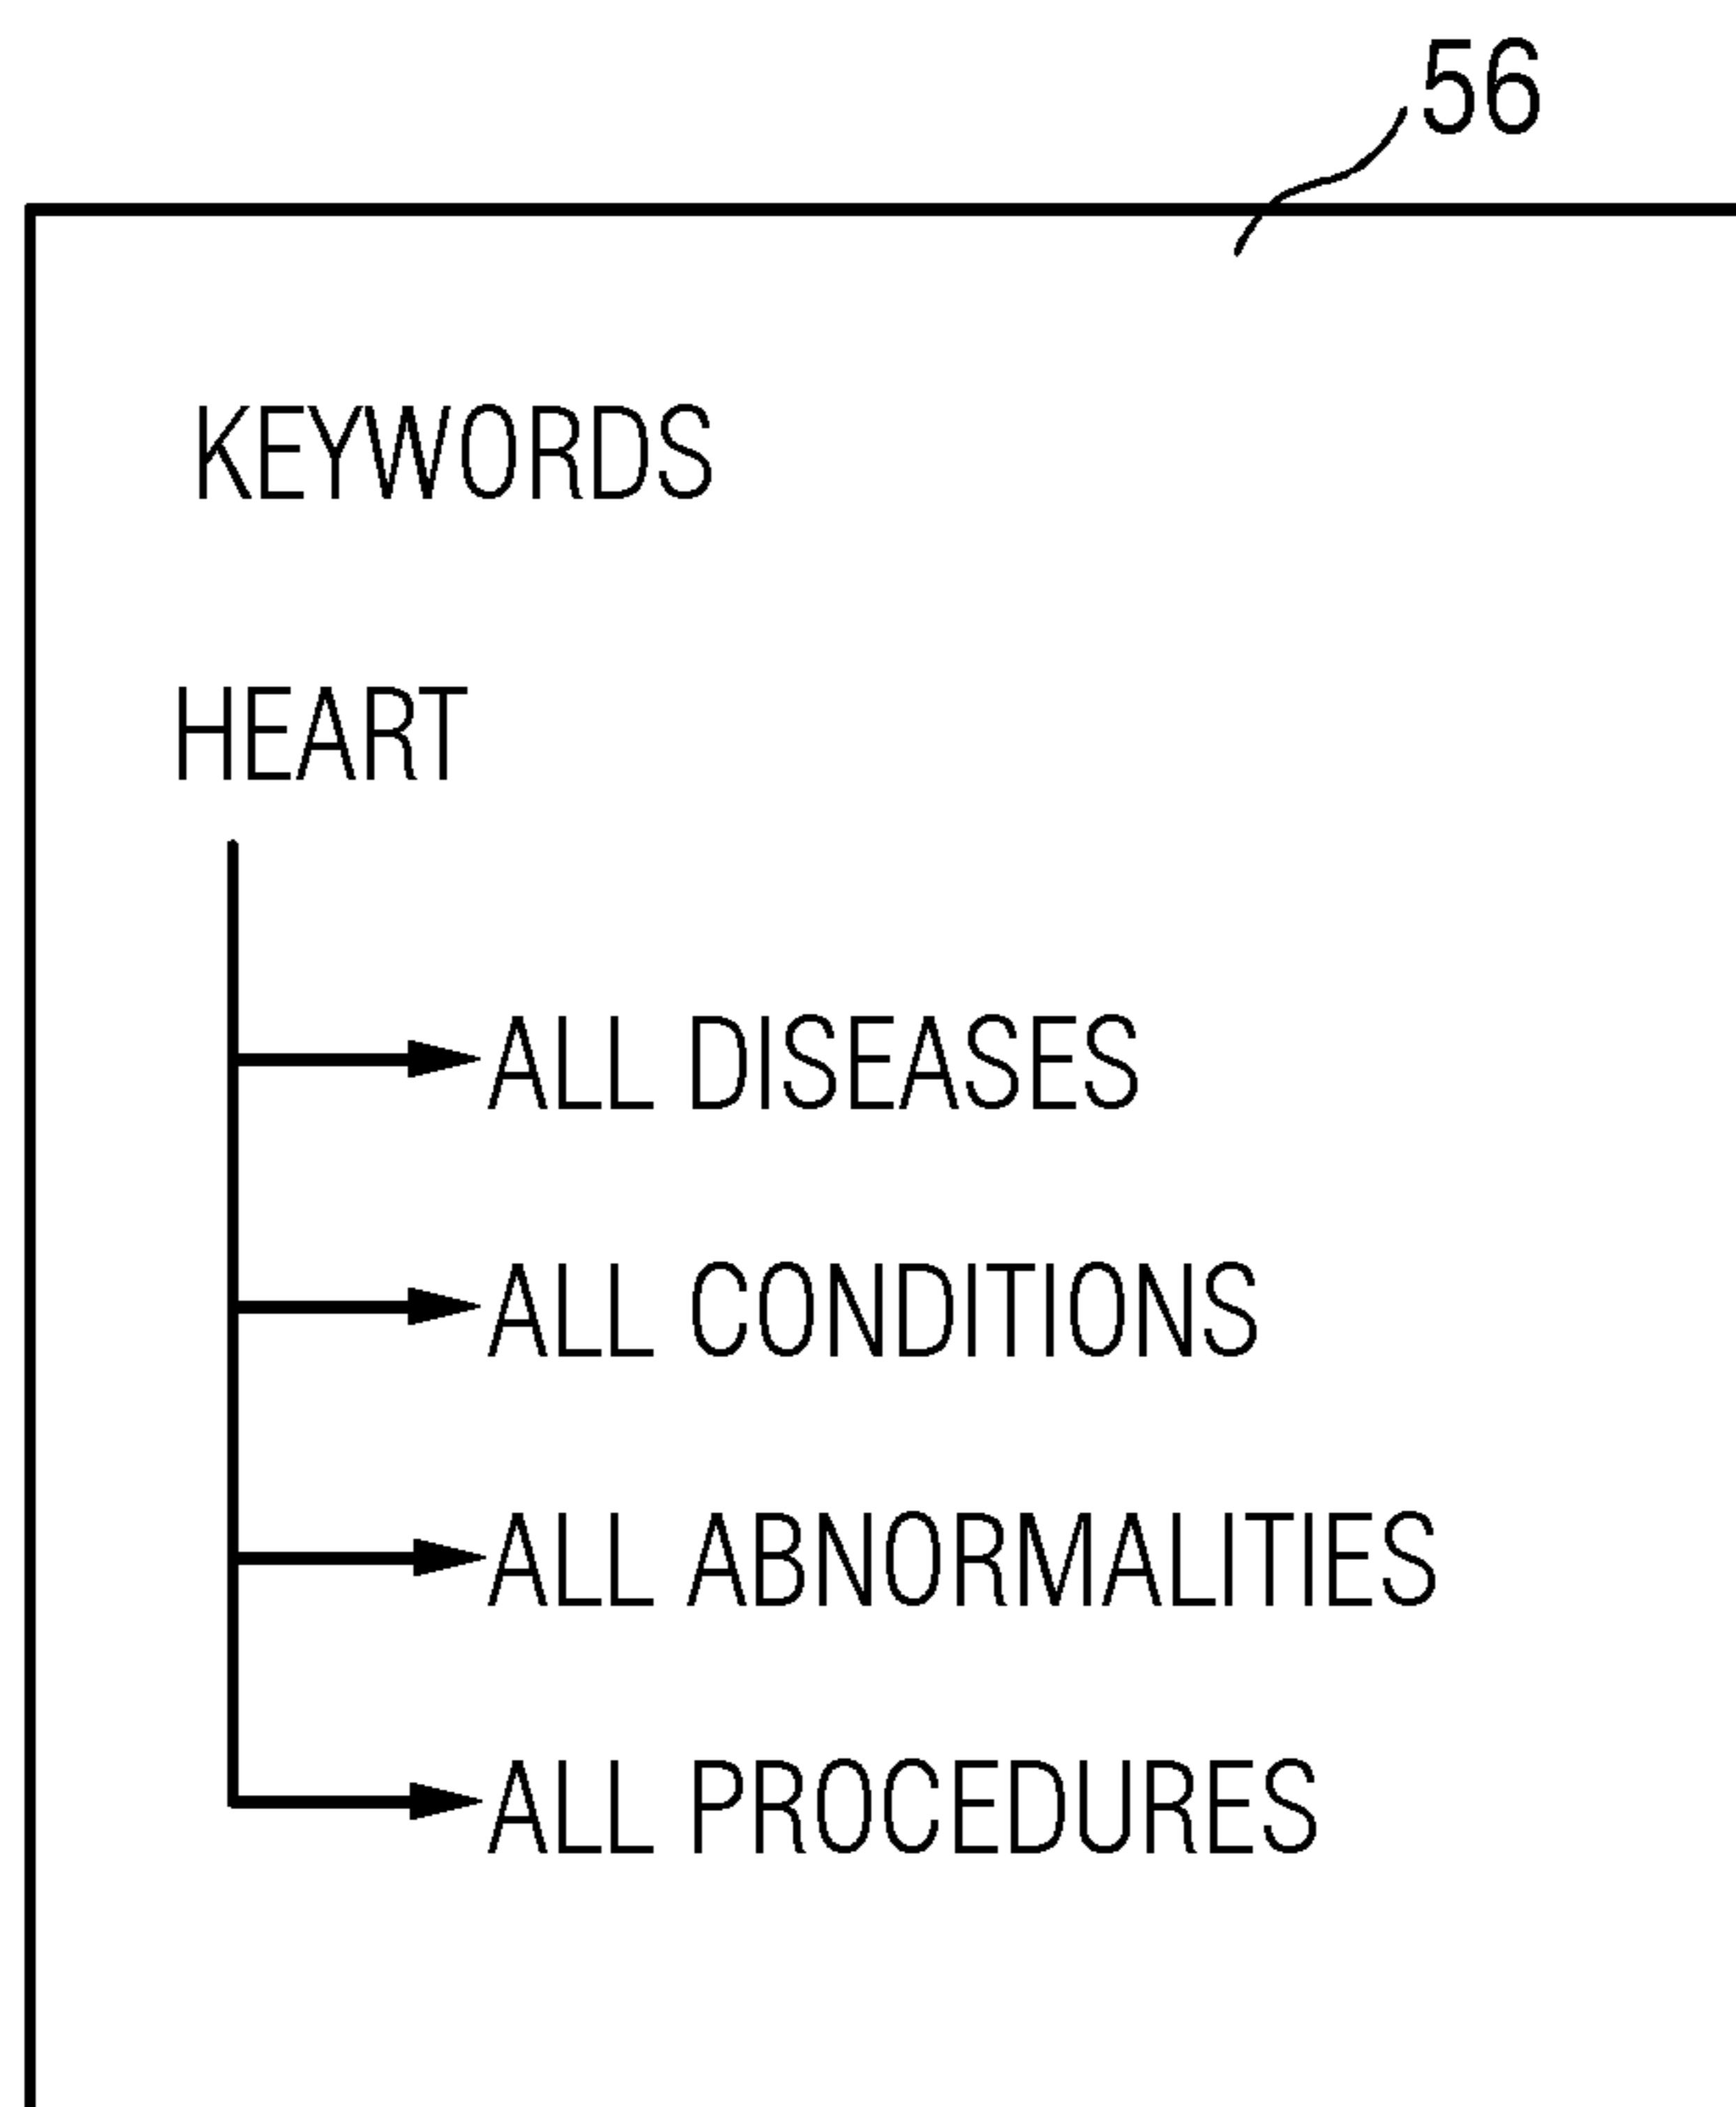 56
KEYWORDS
HEART
ALL DISEASES
ALL CONDITIONS
ALL ABNORMALITIES
ALL PROCEDURES